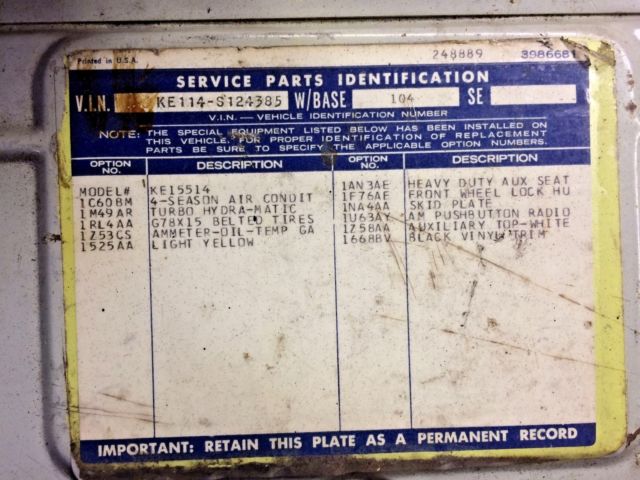 Printed in U.S.A.
248889 3986681
SERVICE PARTS IDENTIFICATION
V.I.N. KE114-S124385 W/BASE 104 SE
V.I.N. — VEHICLE IDENTIFICATION NUMBER
NOTE: THE SPECIAL EQUIPMENT LISTED BELOW HAS BEEN INSTALLED ON
THIS VEHICLE. FOR PROPER IDENTIFICATION OF REPLACEMENT
PARTS BE SURE TO SPECIFY THE APPLICABLE OPTION NUMBERS.
OPTION NO. DESCRIPTION OPTION NO. DESCRIPTION
MODEL# KE15514
1C60BM 4-SEASON AIR CONDIT
1M49AR TURBO HYDRA-MATIC
1RL4AA G78X15 BELTED TIRES
1Z53CS AMMETER-OIL-TEMP GA
1525AA LIGHT YELLOW
1AN3AE HEAVY DUTY AUX SEAT
1F76AE FRONT WHEEL LOCK HU
1NA4AA SKID PLATE
1U63AY AM PUSHBUTTON RADIO
1Z58AA AUXILIARY TOP-WHITE
1668BV BLACK VINYL TRIM
IMPORTANT: RETAIN THIS PLATE AS A PERMANENT RECORD